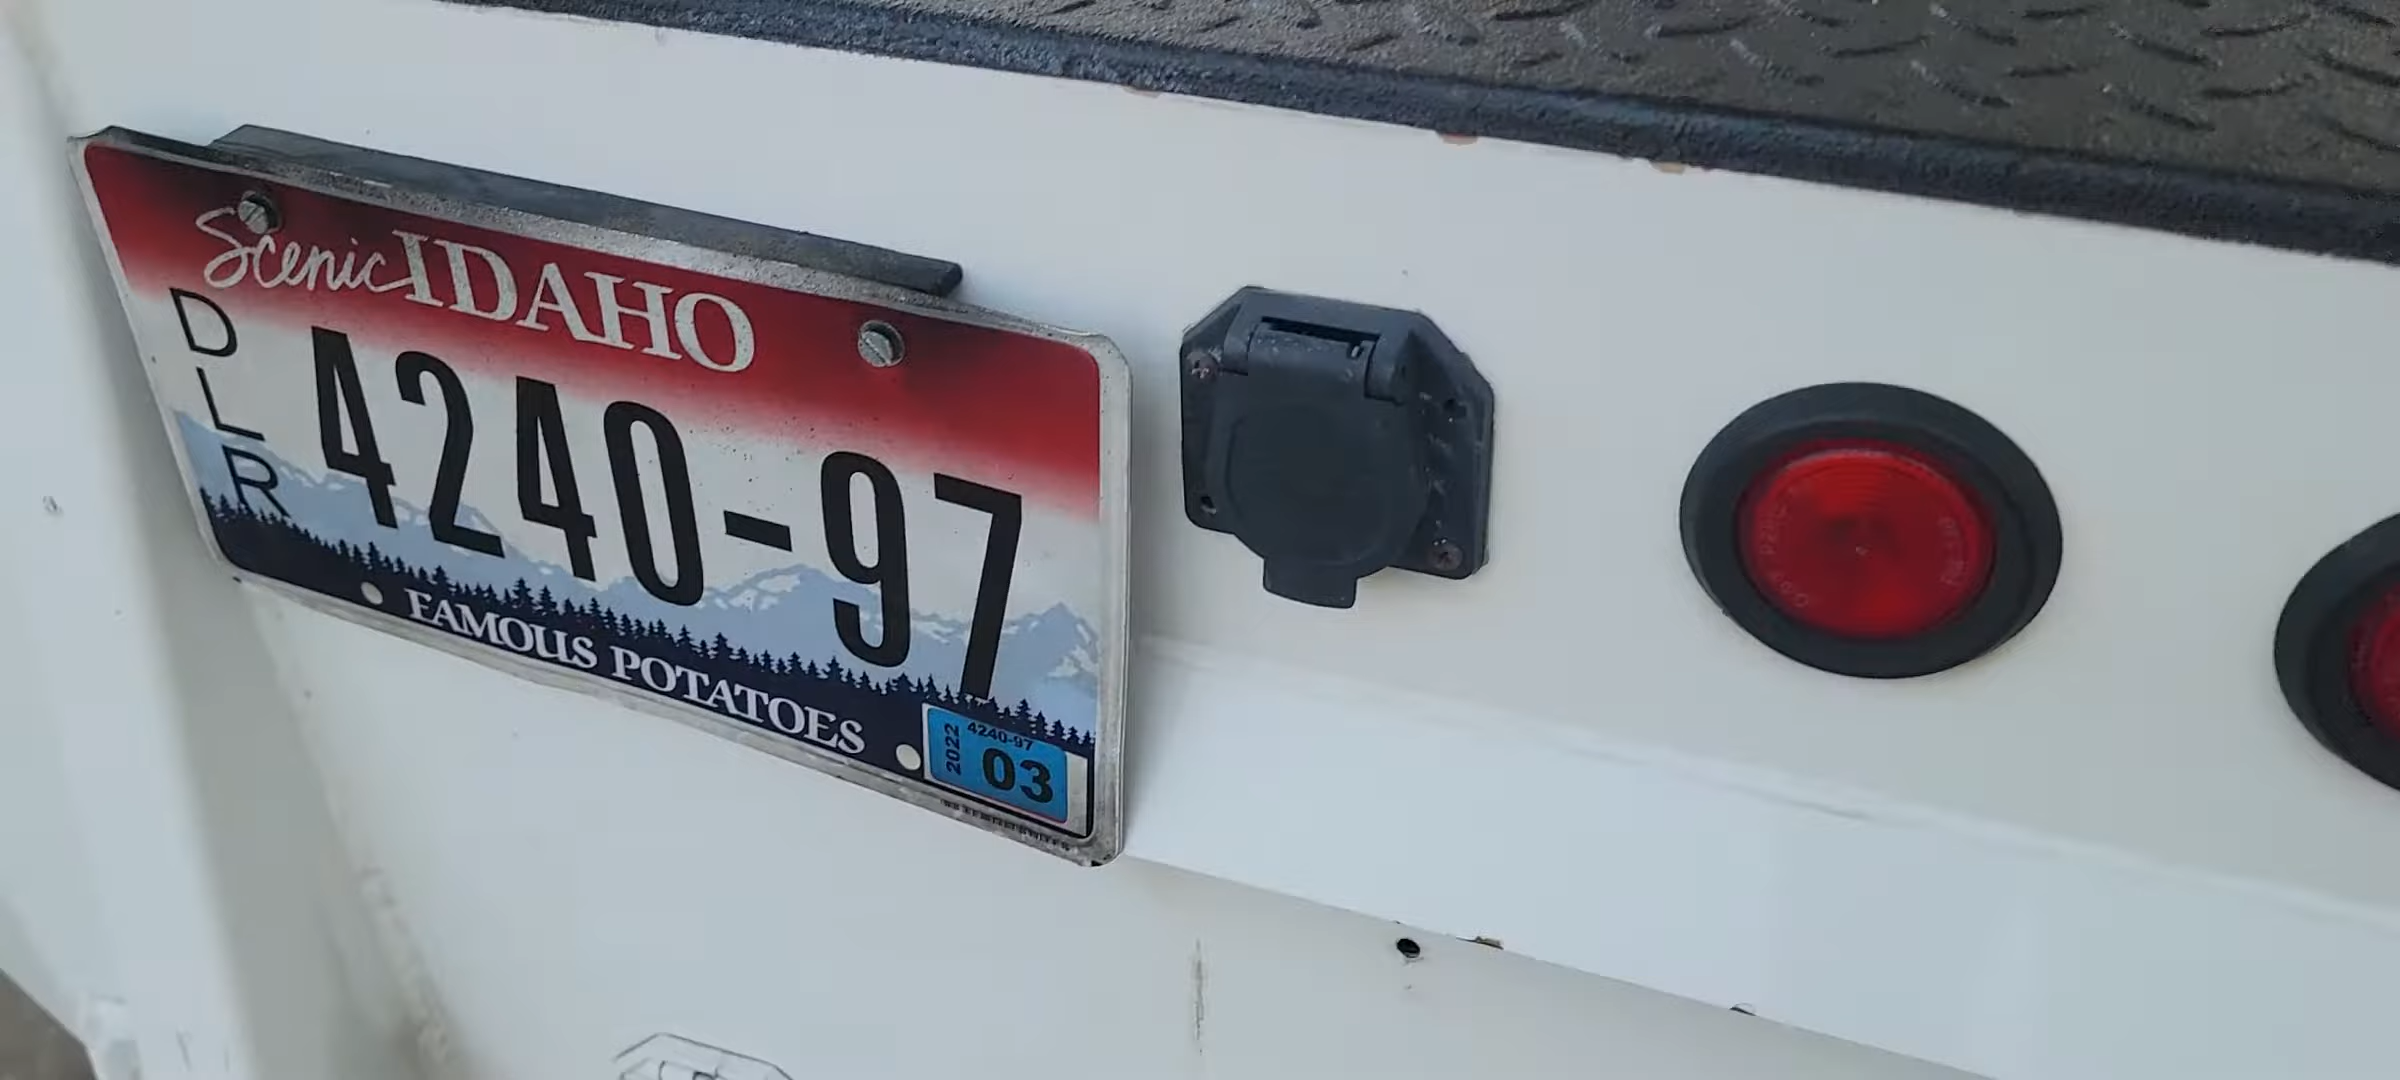 Scenic IDAHO
DLR
4240-97
FAMOUS POTATOES
2022
4240-97
03